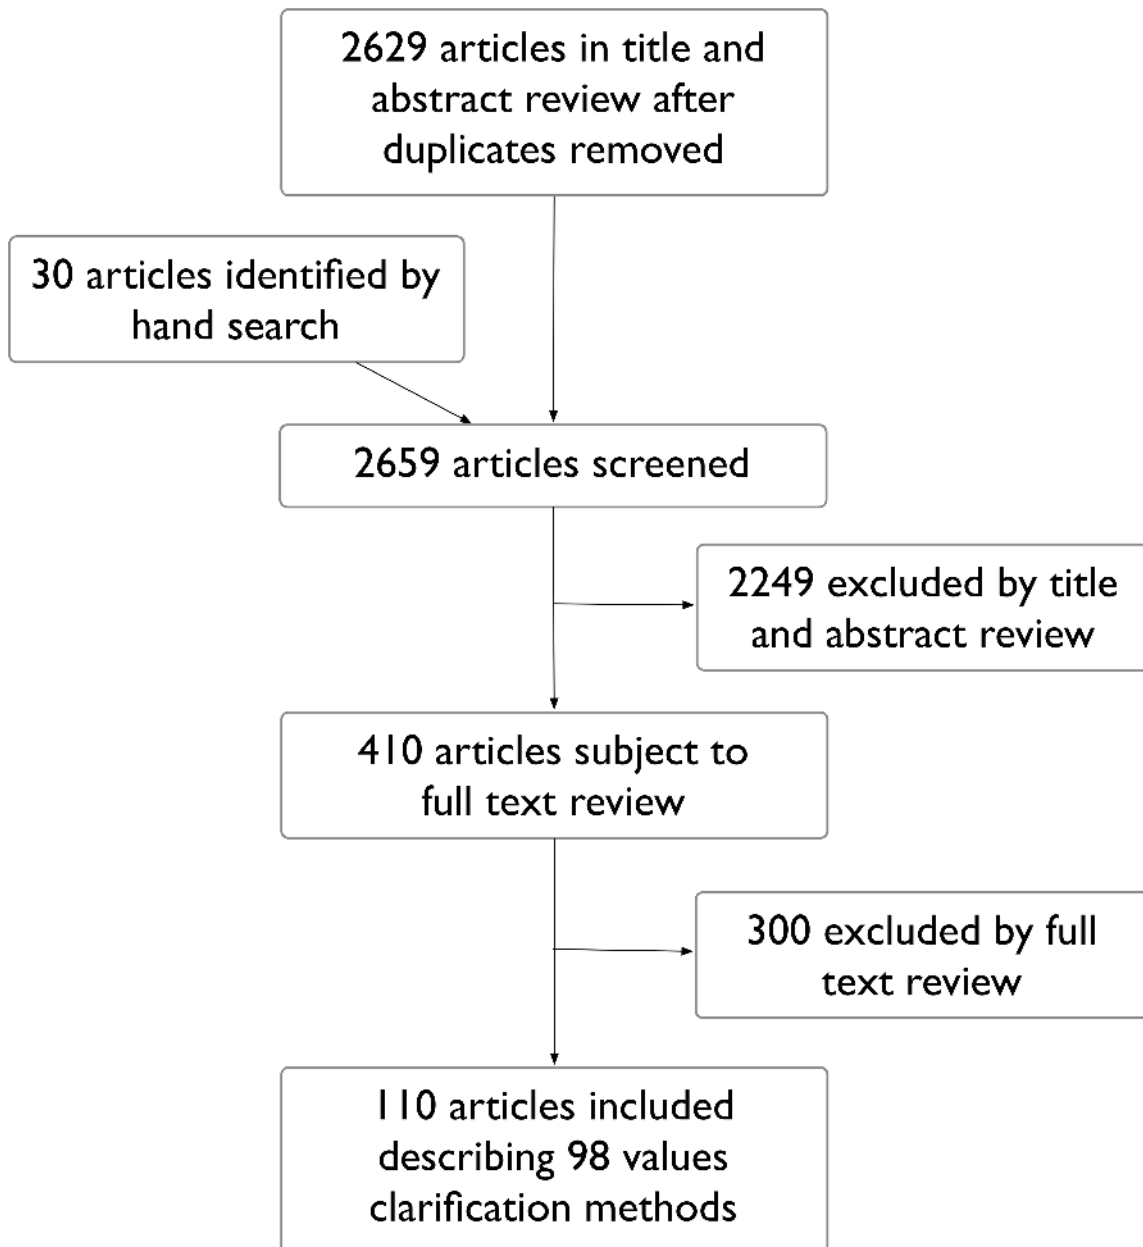 2629 articles in title and
abstract review after
duplicates removed
30 articles identified by
hand search
2659 articles screened
2249 excluded by title
and abstract review
410 articles subject to
full text review
300 excluded by full
text review
110 articles included
describing 98 values
clarification methods